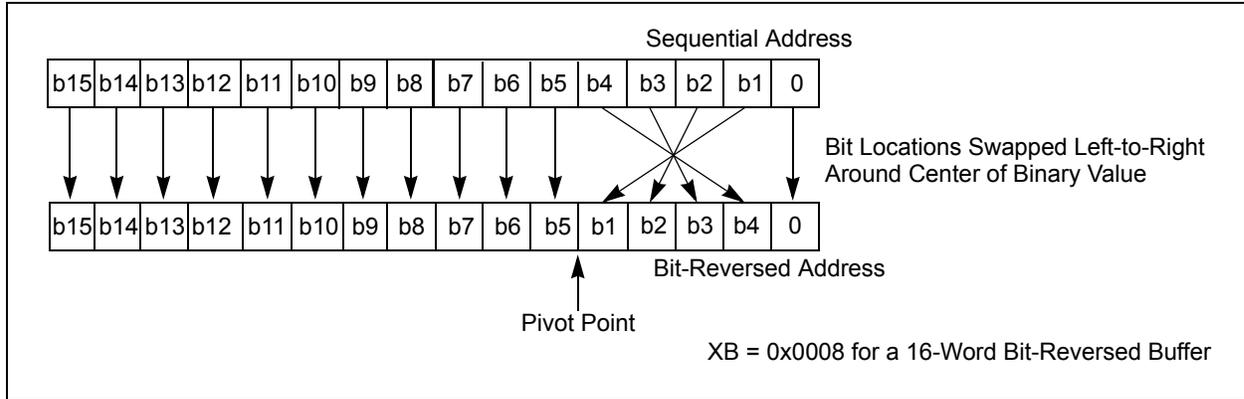 Sequential Address
b15 b14 b13 b12 b11 b10 b9 b8 b7 b6 b5 b4 b3 b2 b1 0
Bit Locations Swapped Left-to-Right
Around Center of Binary Value
b15 b14 b13 b12 b11 b10 b9 b8 b7 b6 b5 b1 b2 b3 b4 0
Bit-Reversed Address
Pivot Point
XB = 0x0008 for a 16-Word Bit-Reversed Buffer